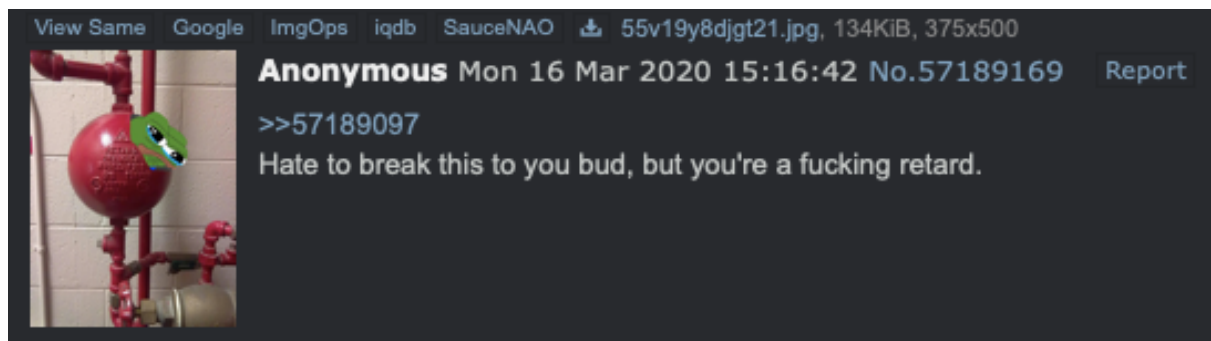 View Same Google ImgOps iqdb SauceNAO 55v19y8djgt21.jpg, 134KiB, 375x500
Anonymous Mon 16 Mar 2020 15:16:42 No.57189169 Report
>>57189097
Hate to break this to you bud, but you're a fucking retard.